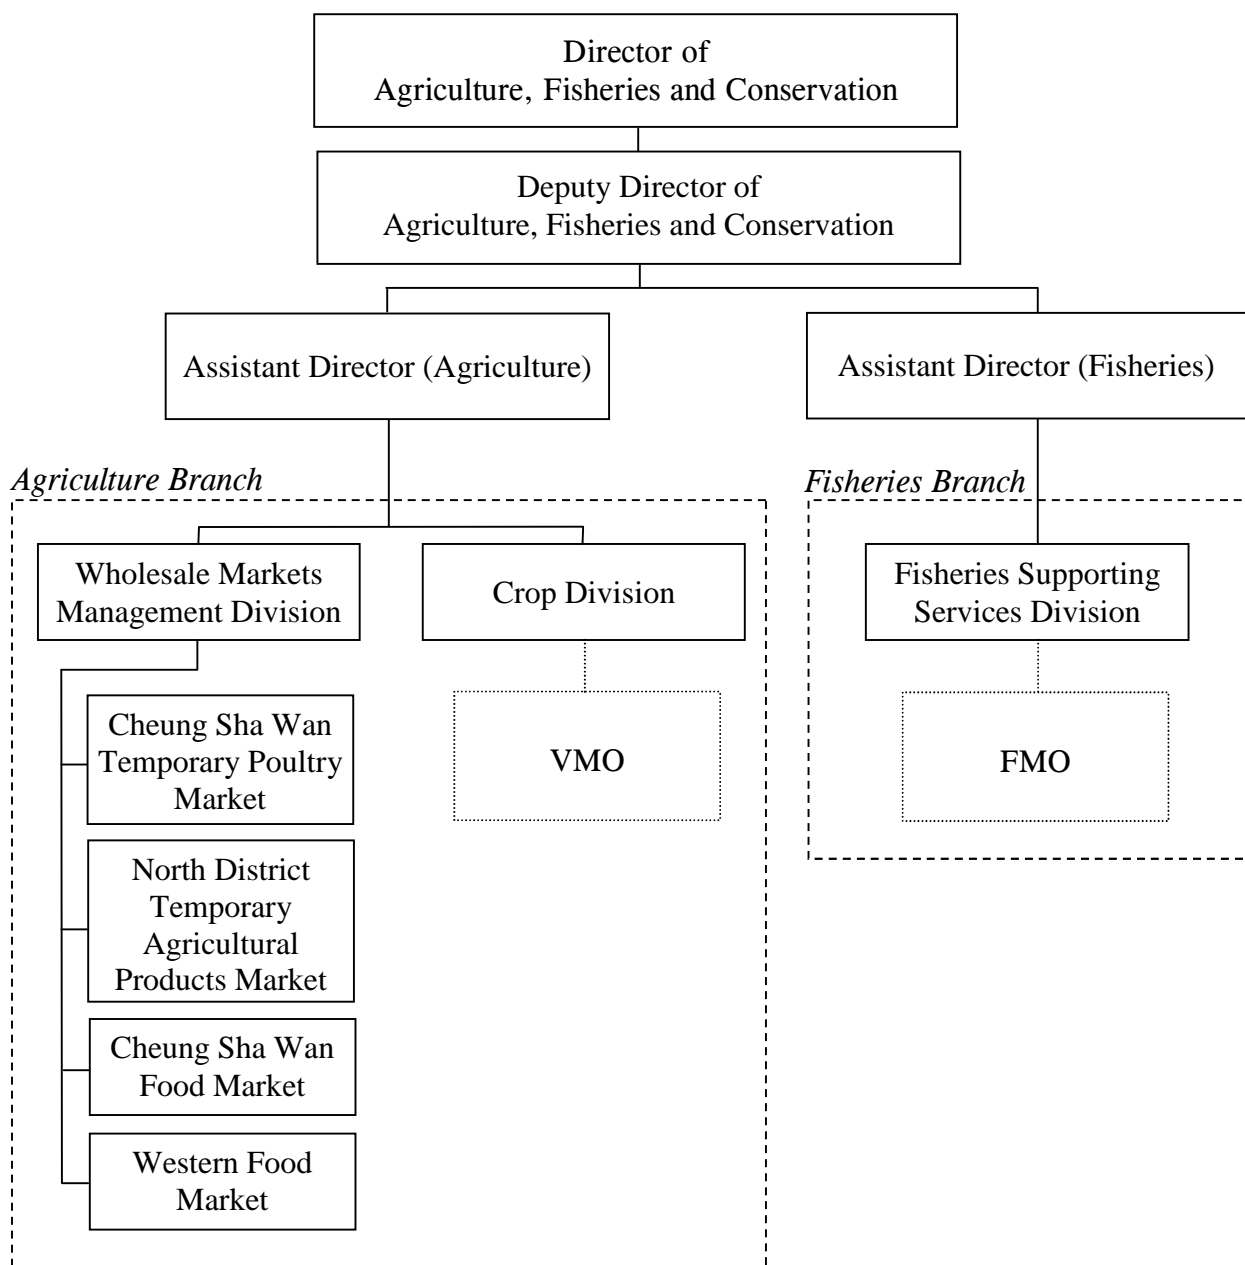 Director of
Agriculture, Fisheries and Conservation
Deputy Director of
Agriculture, Fisheries and Conservation
Assistant Director (Agriculture)
Assistant Director (Fisheries)
Agriculture Branch
Fisheries Branch
Wholesale Markets
Management Division
Crop Division
Fisheries Supporting
Services Division
Cheung Sha Wan
Temporary Poultry
Market
VMO
FMO
North District
Temporary
Agricultural
Products Market
Cheung Sha Wan
Food Market
Western Food
Market